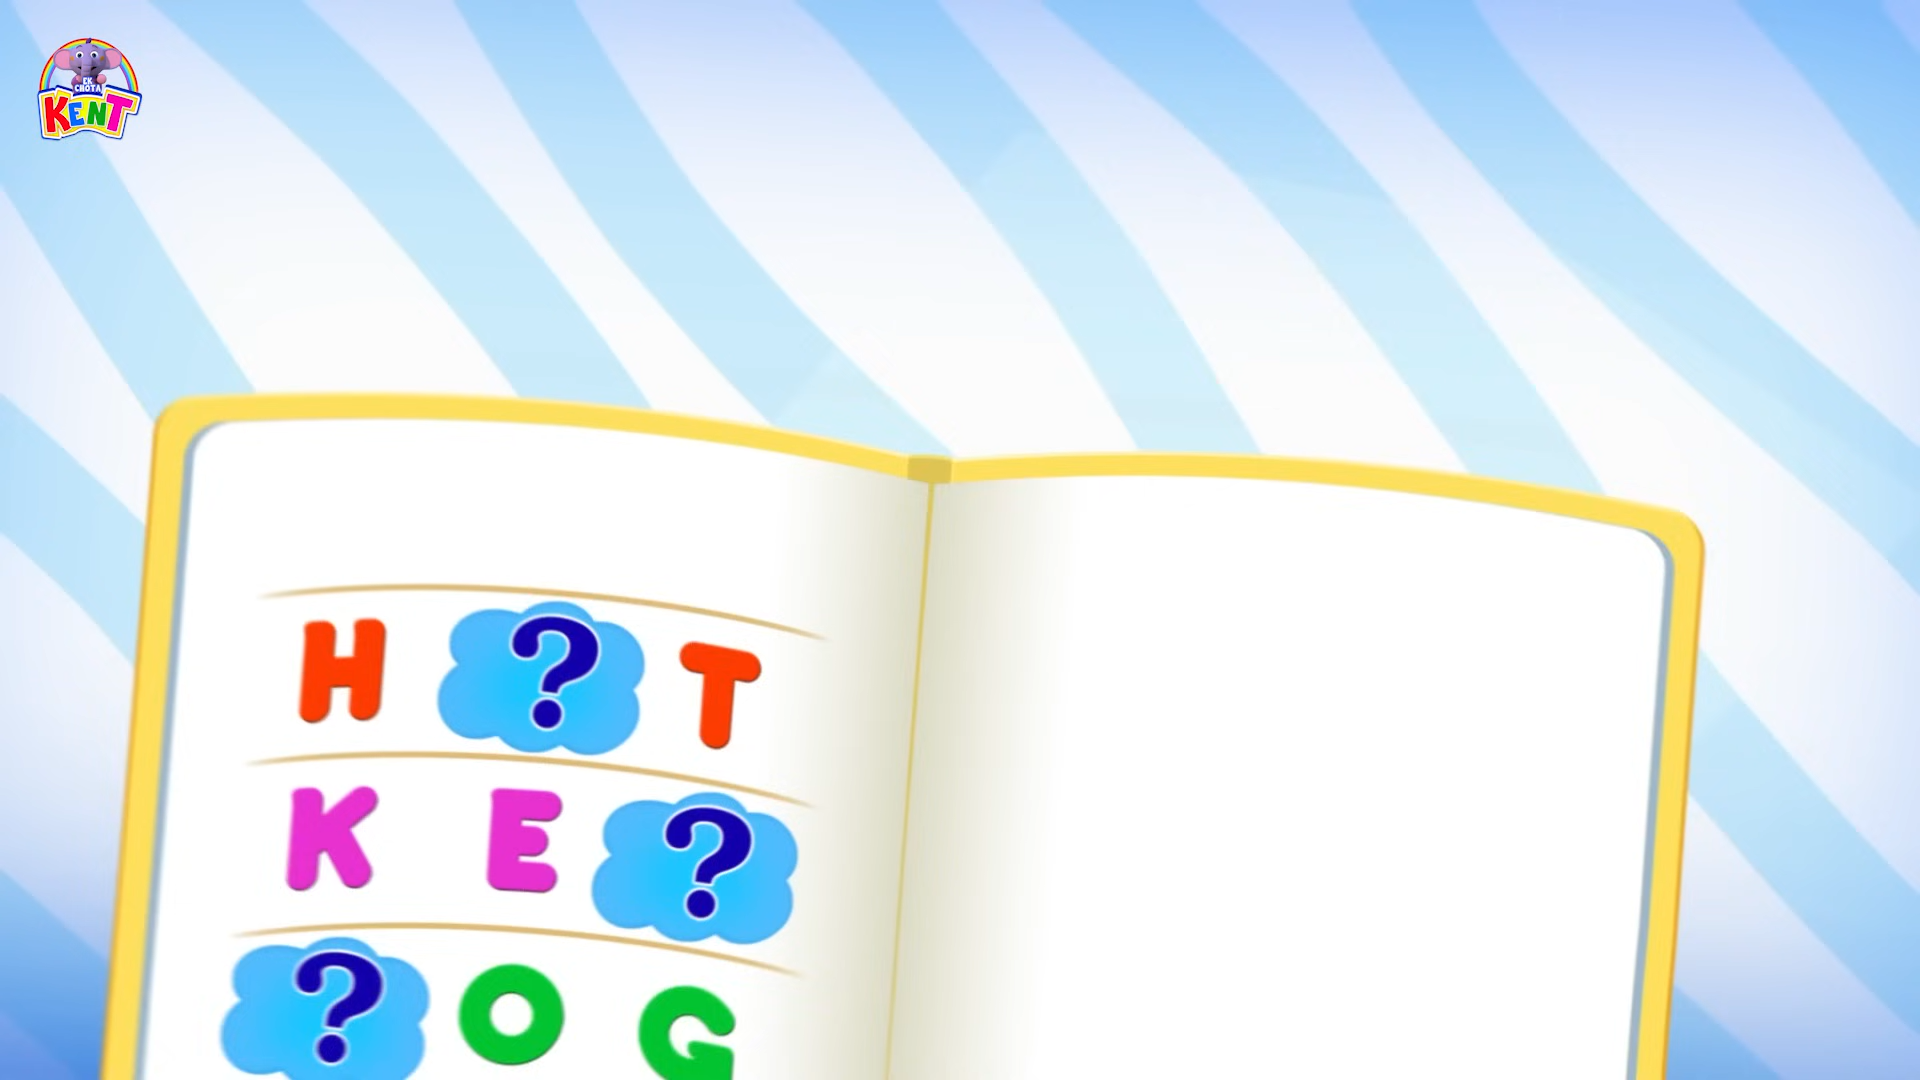 EK
CHOTA
KENT
H ? T
K E ?
? O G